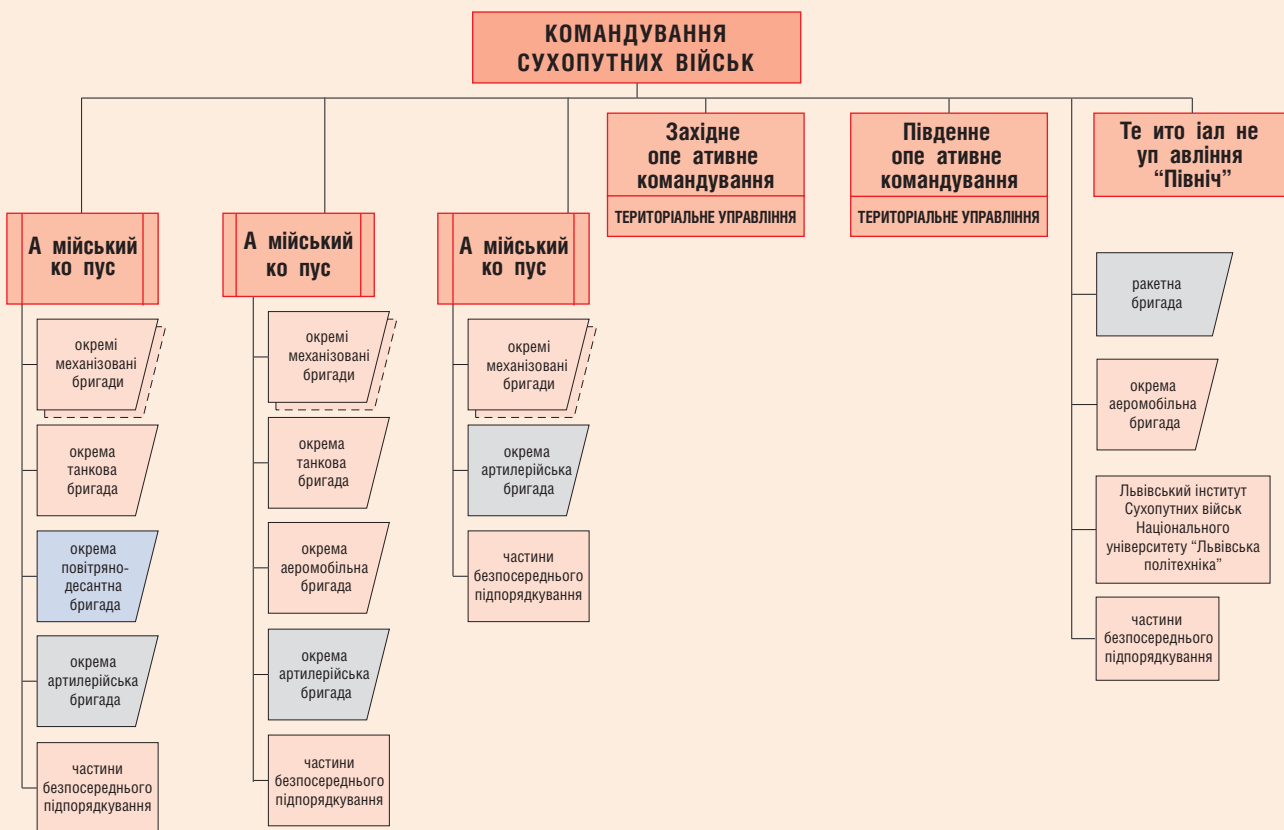 КОМАНДУВАННЯ
СУХОПУТНИХ ВІЙСЬК
Західне
опе ативне
командування
ТЕРИТОРІАЛЬНЕ УПРАВЛІННЯ
Південне
опе ативне
командування
ТЕРИТОРІАЛЬНЕ УПРАВЛІННЯ
Те ито іал не
уп авління
“Північ”
А мійський
ко пус
окремі
механізовані
бригади
окрема
танкова
бригада
окрема
повітряно-
десантна
бригада
окрема
артилерійська
бригада
частини
безпосереднього
підпорядкування
А мійський
ко пус
окремі
механізовані
бригади
окрема
танкова
бригада
окрема
аеромобільна
бригада
окрема
артилерійська
бригада
частини
безпосереднього
підпорядкування
А мійський
ко пус
окремі
механізовані
бригади
окрема
артилерійська
бригада
частини
безпосереднього
підпорядкування
ракетна
бригада
окрема
аеромобільна
бригада
Львівський інститут
Сухопутних військ
Національного
університету “Львівська
політехніка”
частини
безпосереднього
підпорядкування